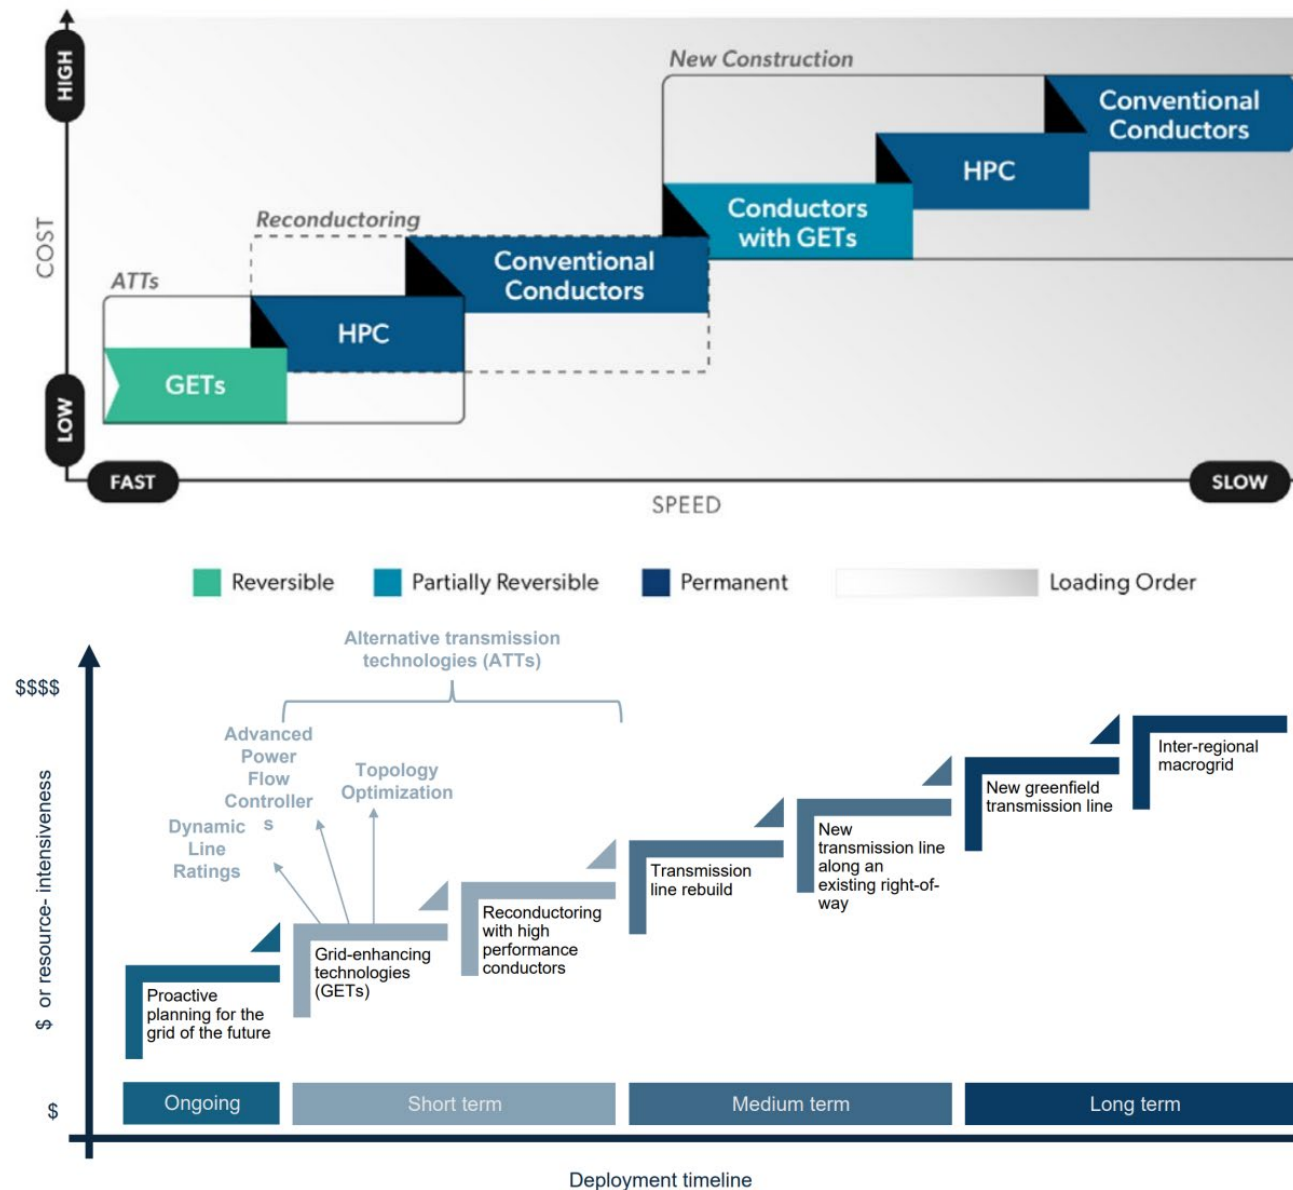 HIGH
New Construction
Conventional
Conductors
HPC
Conductors
with GETs
Reconductoring
Conventional
Conductors
COST
ATTs
HPC
GETs
LOW
FAST
SPEED
SLOW
Reversible
Partially Reversible
Permanent
Loading Order
Alternative transmission
technologies (ATTs)
$$$$
Advanced
Power
Flow
Controller
s
Topology
Optimization
Dynamic
Line
Ratings
Inter-regional
macrogrid
New greenfield
transmission line
New
transmission line
along an
existing right-of-
way
Transmission
line rebuild
Reconductoring
with high
performance
conductors
Grid-enhancing
technologies
(GETs)
Proactive
planning for the
grid of the future
$ or resource- intensiveness
$
Ongoing
Short term
Medium term
Long term
Deployment timeline